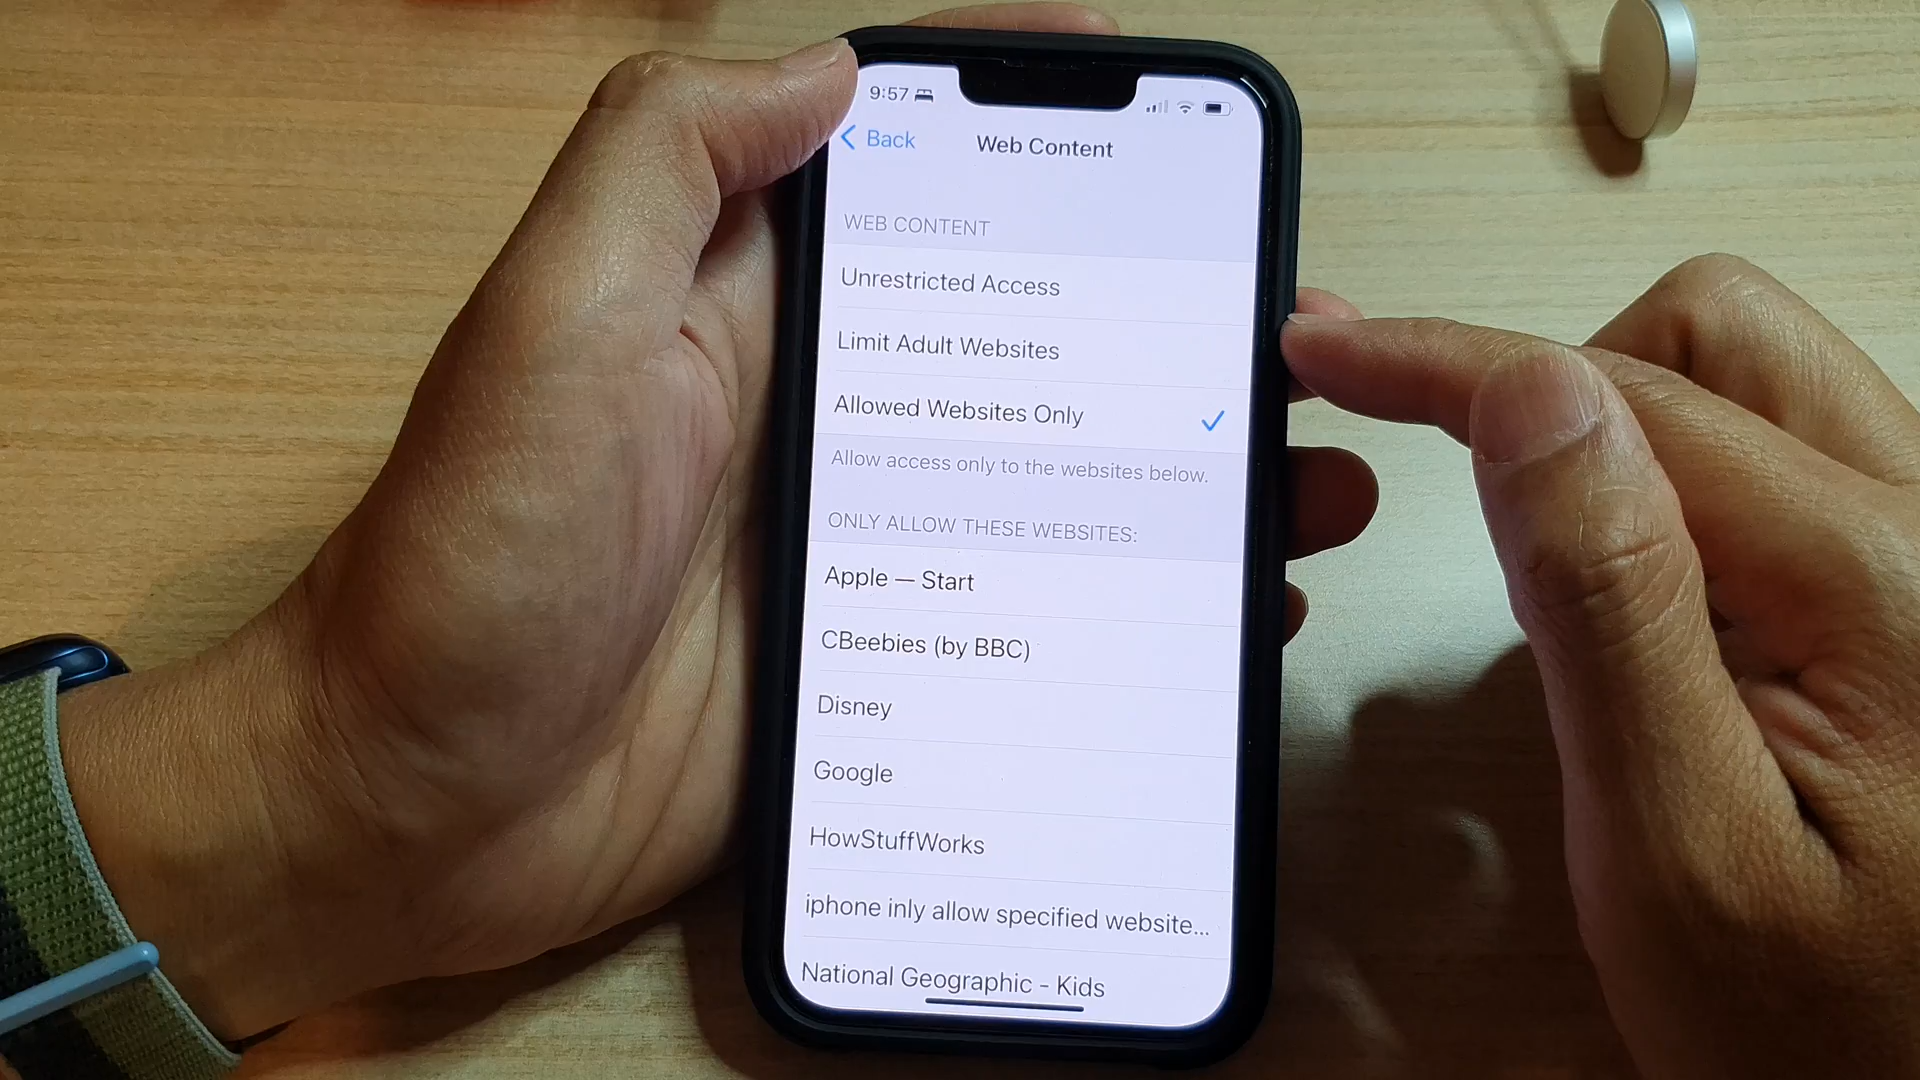 9:57
Back
Web Content
WEB CONTENT
Unrestricted Access
Limit Adult Websites
Allowed Websites Only
Allow access only to the websites below.
ONLY ALLOW THESE WEBSITES:
Apple — Start
CBeebies (by BBC)
Disney
Google
HowStuffWorks
iphone inly allow specified website...
National Geographic - Kids